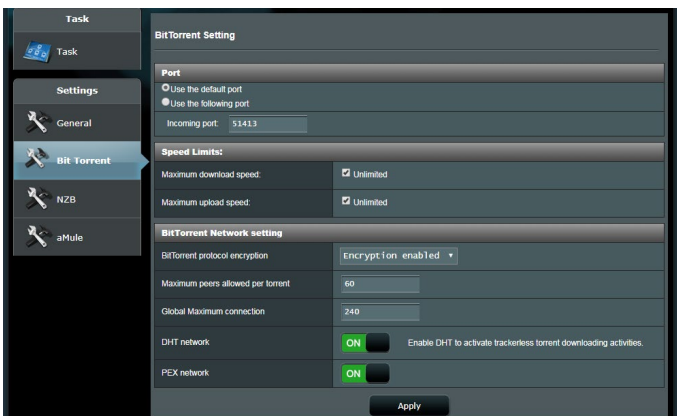 Task
Task
Settings
General
Bit Torrent
NZB
aMule
BitTorrent Setting
Port
Use the default port
Use the following port
Incoming port: 51413
Speed Limits:
Maximum download speed: Unlimited
Maximum upload speed: Unlimited
BitTorrent Network setting
BitTorrent protocol encryption Encryption enabled
Maximum peers allowed per torrent 60
Global Maximum connection 240
DHT network ON Enable DHT to activate trackerless torrent downloading activities.
PEX network ON
Apply